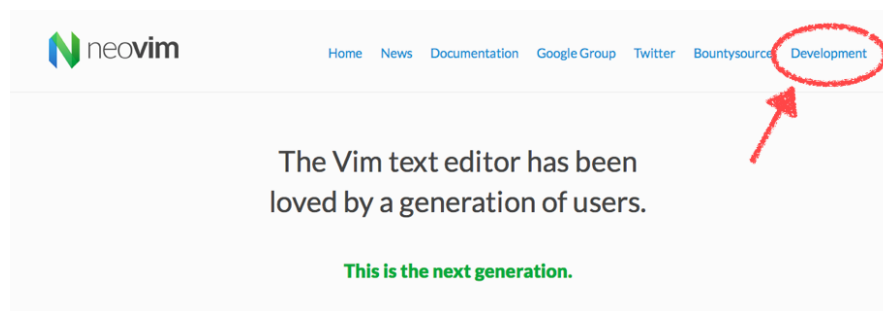 neovim
Home News Documentation Google Group Twitter Bountysource Development
The Vim text editor has been
loved by a generation of users.
This is the next generation.